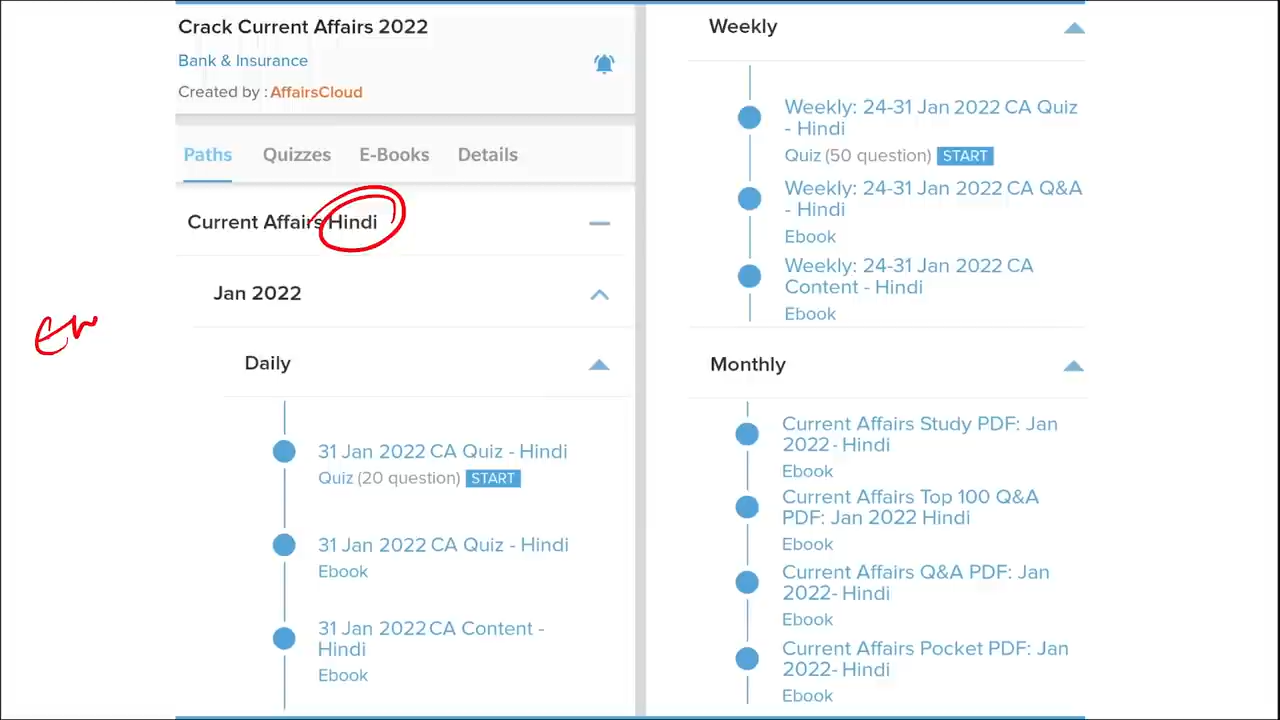 Crack Current Affairs 2022
Bank & Insurance
Created by : AffairsCloud
Paths Quizzes E-Books Details
Current Affairs Hindi
Jan 2022
Daily
31 Jan 2022 CA Quiz - Hindi
Quiz (20 question) START
31 Jan 2022 CA Quiz - Hindi
Ebook
31 Jan 2022 CA Content -
Hindi
Ebook
Weekly
Weekly: 24-31 Jan 2022 CA Quiz
- Hindi
Quiz (50 question) START
Weekly: 24-31 Jan 2022 CA Q&A
- Hindi
Ebook
Weekly: 24-31 Jan 2022 CA
Content - Hindi
Ebook
Monthly
Current Affairs Study PDF: Jan
2022- Hindi
Ebook
Current Affairs Top 100 Q&A
PDF: Jan 2022 Hindi
Ebook
Current Affairs Q&A PDF: Jan
2022- Hindi
Ebook
Current Affairs Pocket PDF: Jan
2022- Hindi
Ebook